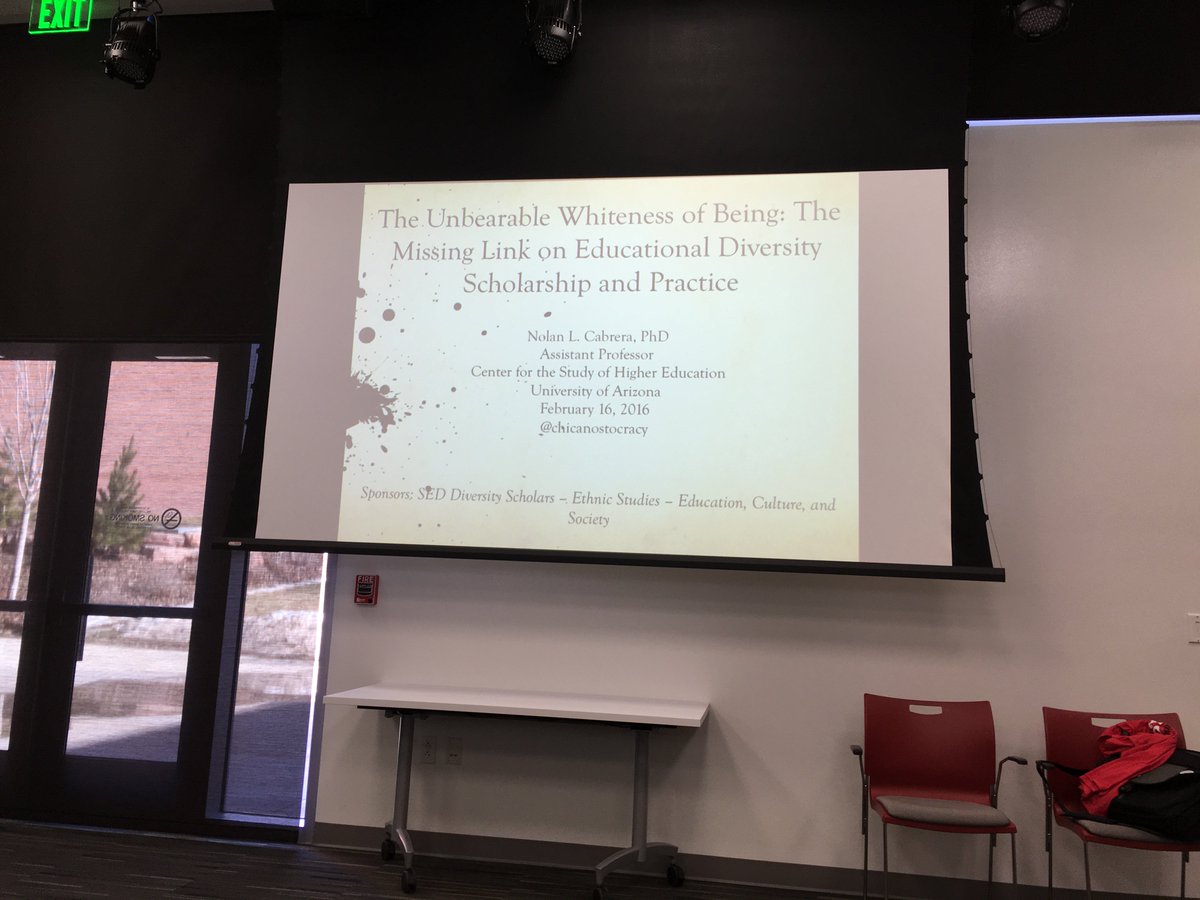 EXIT
The Unbearable Whiteness of Being: The
Missing Link on Educational Diversity
Scholarship and Practice
Nolan L. Cabrera, PhD
Assistant Professor
Center for the Study of Higher Education
University of Arizona
February 16, 2016
@chicanostocracy
Sponsors: SED Diversity Scholars – Ethnic Studies – Education, Culture, and
Society
NO SMOKING
FIRE